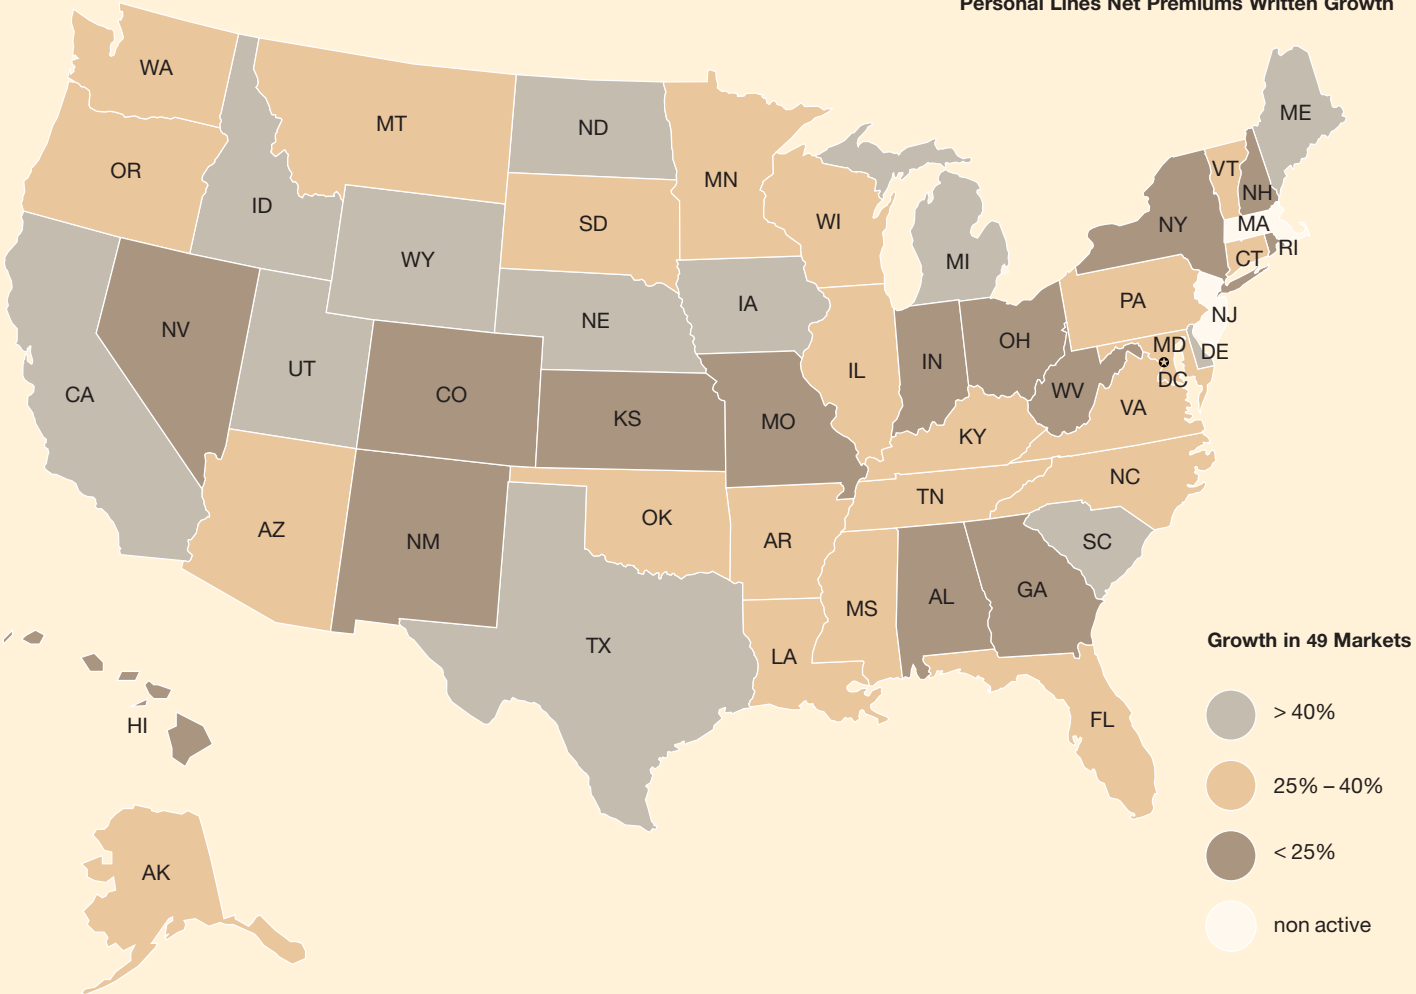 Personal Lines Net Premiums Written Growth
WA
MT
ND
MN
ME
OR
ID
SD
WI
VT
NH
NY
MA
RI
WY
MI
CT
NV
NE
IA
PA
NJ
UT
CO
KS
MO
IL
IN
OH
MD
DE
DC
WV
VA
CA
KY
NC
AZ
NM
OK
AR
TN
SC
MS
AL
GA
TX
LA
FL
HI
AK
Growth in 49 Markets
> 40%
25% – 40%
< 25%
non active